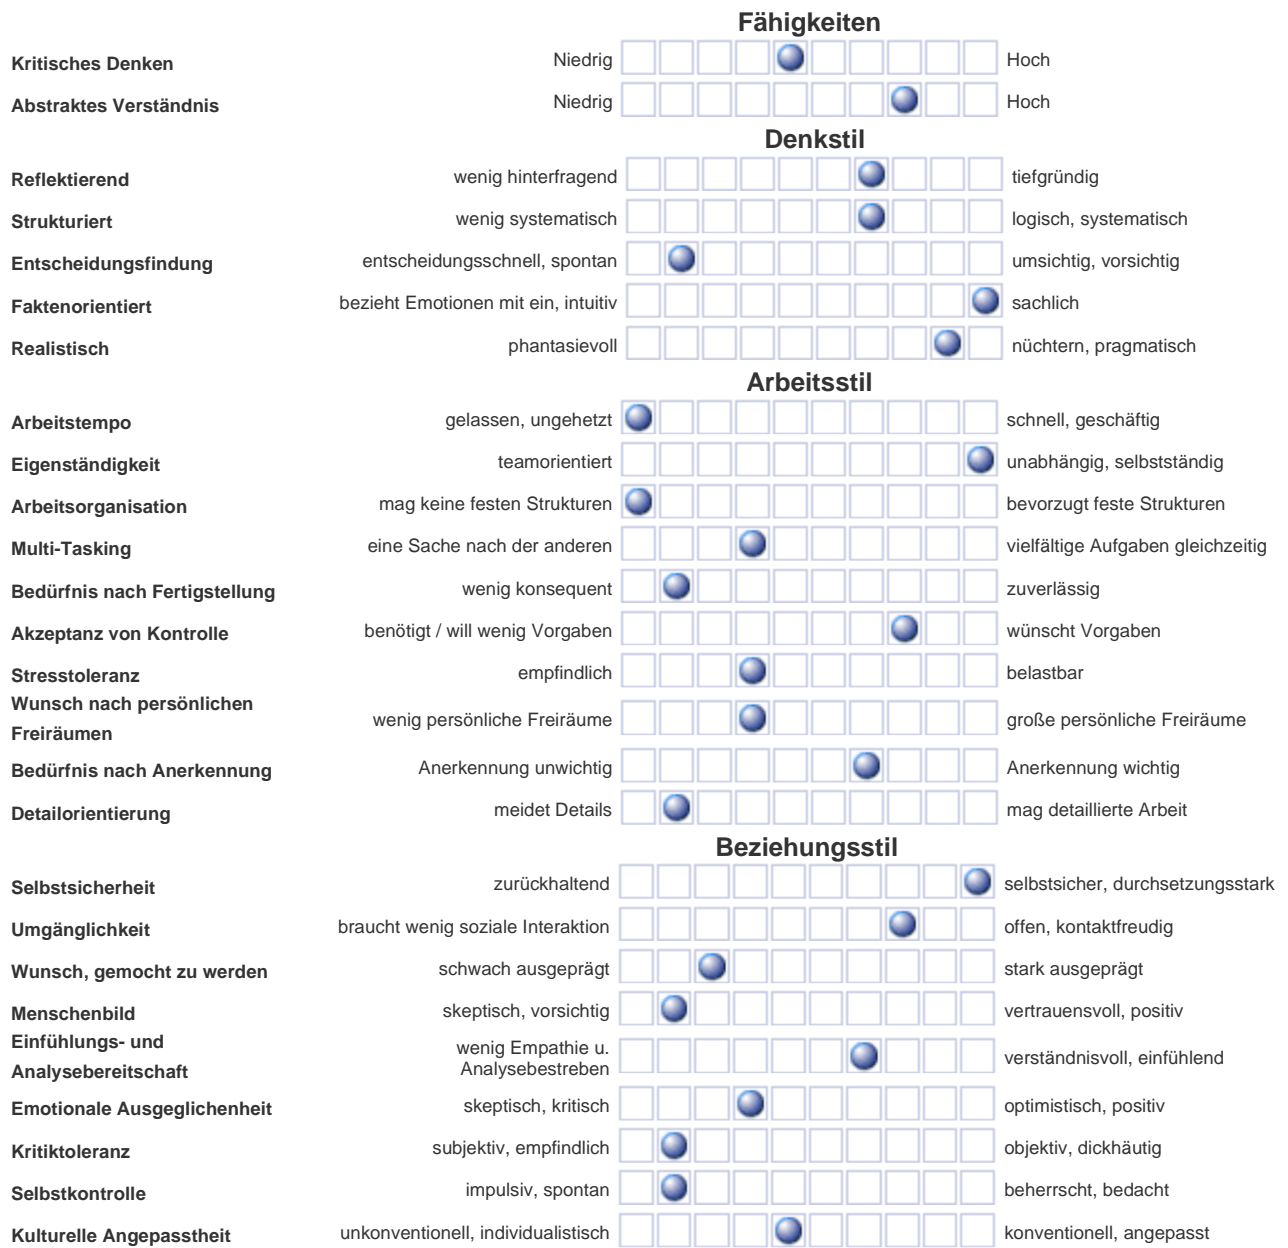 Fähigkeiten
Kritisches Denken Niedrig Hoch
Abstraktes Verständnis Niedrig Hoch
Denkstil
Reflektierend wenig hinterfragend tiefgründig
Strukturiert wenig systematisch logisch, systematisch
Entscheidungsfindung entscheidungsschnell, spontan umsichtig, vorsichtig
Faktenorientiert bezieht Emotionen mit ein, intuitiv sachlich
Realistisch phantasievoll nüchtern, pragmatisch
Arbeitsstil
Arbeitstempo gelassen, ungehetzt schnell, geschäftig
Eigenständigkeit teamorientiert unabhängig, selbstständig
Arbeitsorganisation mag keine festen Strukturen bevorzugt feste Strukturen
Multi-Tasking eine Sache nach der anderen vielfältige Aufgaben gleichzeitig
Bedürfnis nach Fertigstellung wenig konsequent zuverlässig
Akzeptanz von Kontrolle benötigt / will wenig Vorgaben wünscht Vorgaben
Stresstoleranz empfindlich belastbar
Wunsch nach persönlichen
Freiräumen wenig persönliche Freiräume große persönliche Freiräume
Bedürfnis nach Anerkennung Anerkennung unwichtig Anerkennung wichtig
Detailorientierung meidet Details mag detaillierte Arbeit
Beziehungsstil
Selbstsicherheit zurückhaltend selbstsicher, durchsetzungsstark
Umgänglichkeit braucht wenig soziale Interaktion offen, kontaktfreudig
Wunsch, gemocht zu werden schwach ausgeprägt stark ausgeprägt
Menschenbild skeptisch, vorsichtig vertrauensvoll, positiv
Einfühlungs- und wenig Empathie u.
Analysebereitschaft Analysebestreben verständnisvoll, einfühlend
Emotionale Ausgeglichenheit skeptisch, kritisch optimistisch, positiv
Kritiktoleranz subjektiv, empfindlich objektiv, dickhäutig
Selbstkontrolle impulsiv, spontan beherrscht, bedacht
Kulturelle Angepasstheit unkonventionell, individualistisch konventionell, angepasst